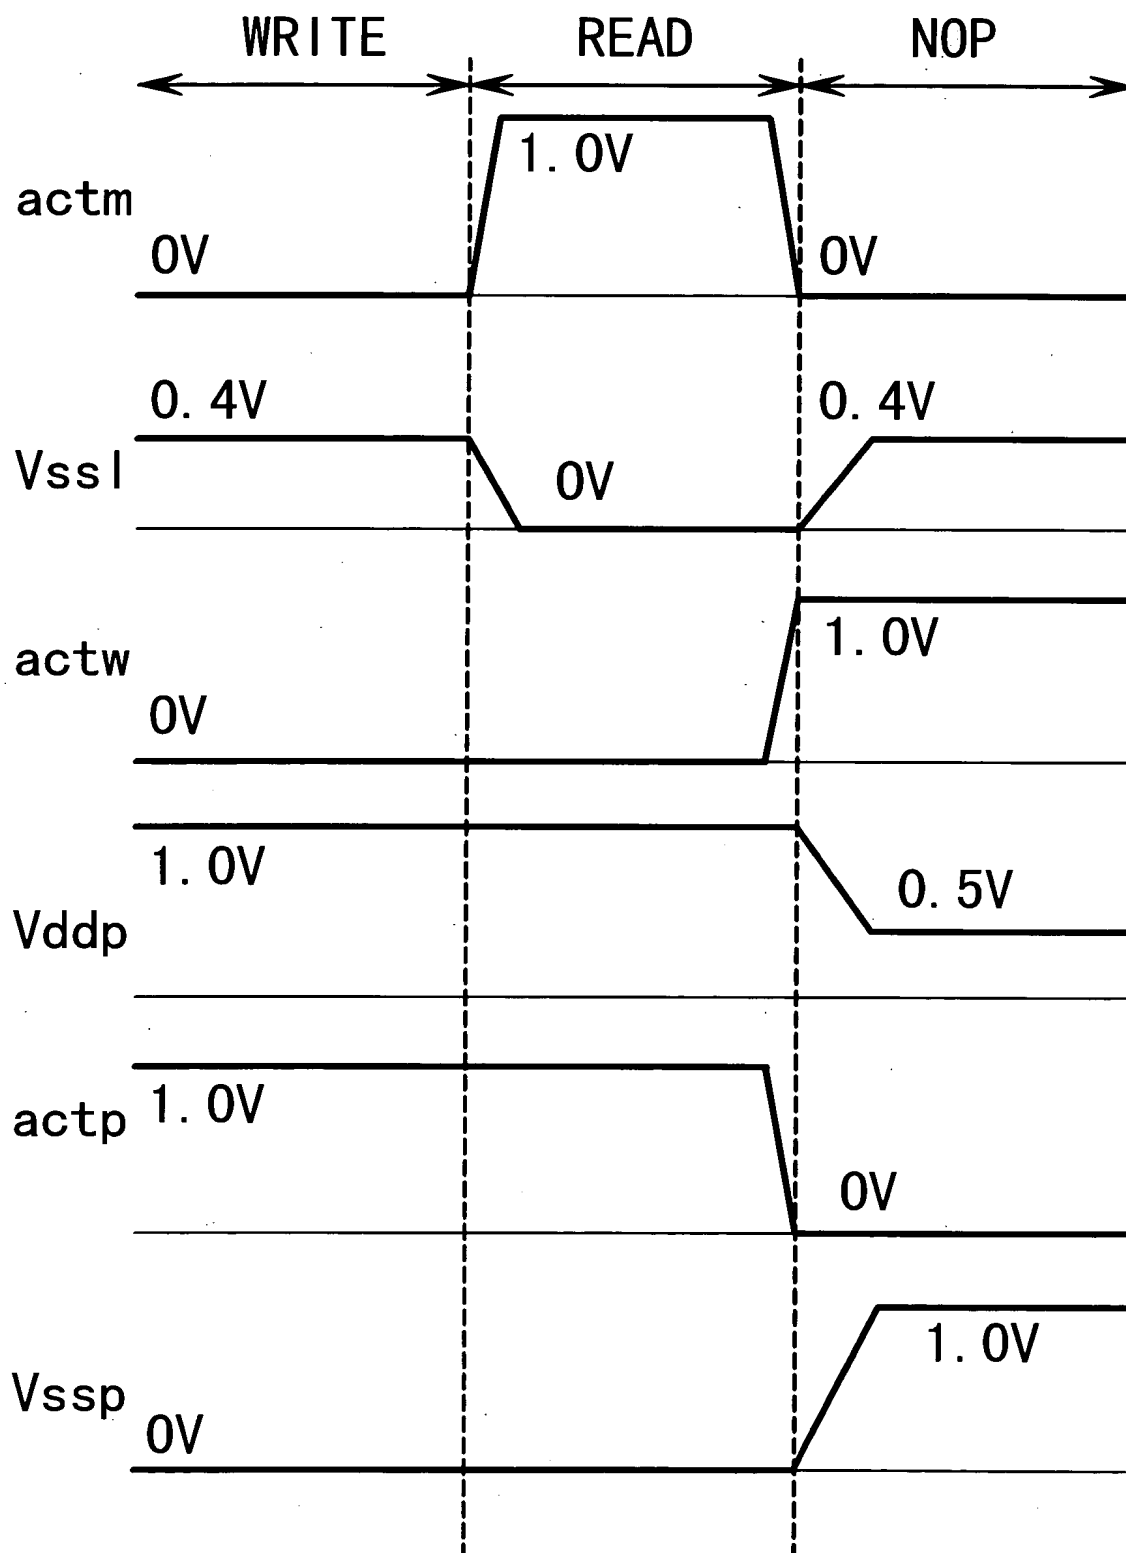 WRITE READ NOP
1.0V
actm
0V 0V
0.4V 0.4V
Vssl
0V
1.0V
actw
0V
1.0V
0.5V
Vddp
1.0V
actp
0V
1.0V
Vssp
0V